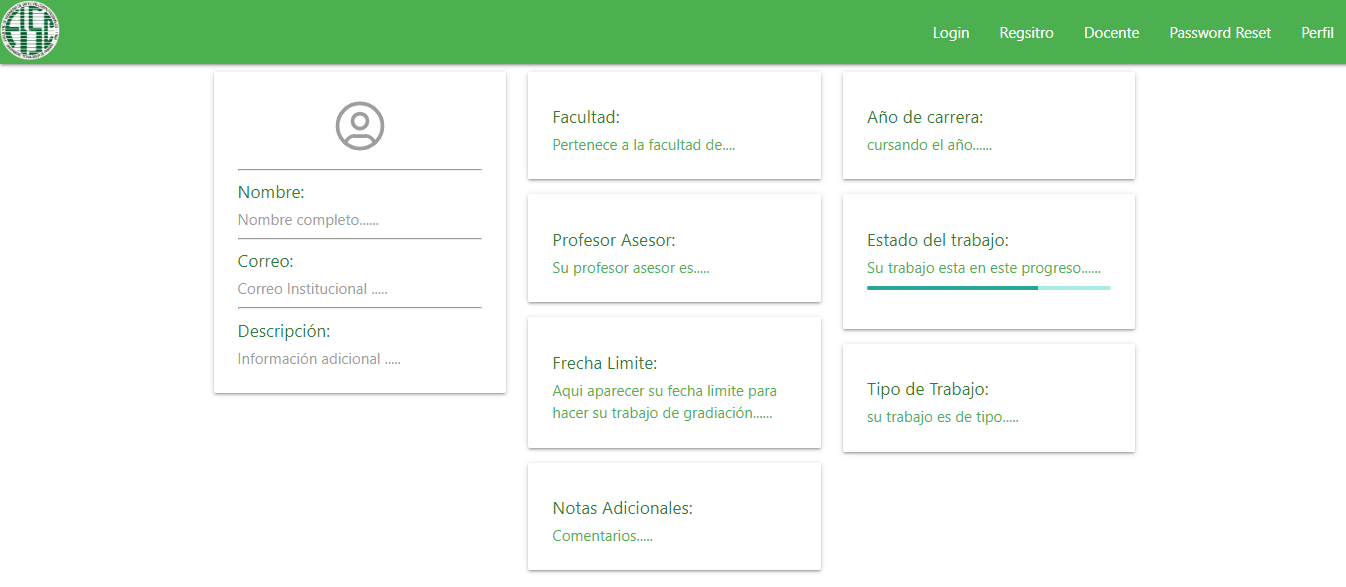 Login
Regsitro
Docente
Password Reset
Perfil
Nombre:
Nombre completo......
Correo:
Correo Institucional .....
Descripción:
Información adicional .....
Facultad:
Pertenece a la facultad de....
Profesor Asesor:
Su profesor asesor es.....
Frecha Limite:
Aqui aparecer su fecha limite para
hacer su trabajo de gradiación......
Notas Adicionales:
Comentarios.....
Año de carrera:
cursando el año......
Estado del trabajo:
Su trabajo esta en este progreso......
Tipo de Trabajo:
su trabajo es de tipo.....